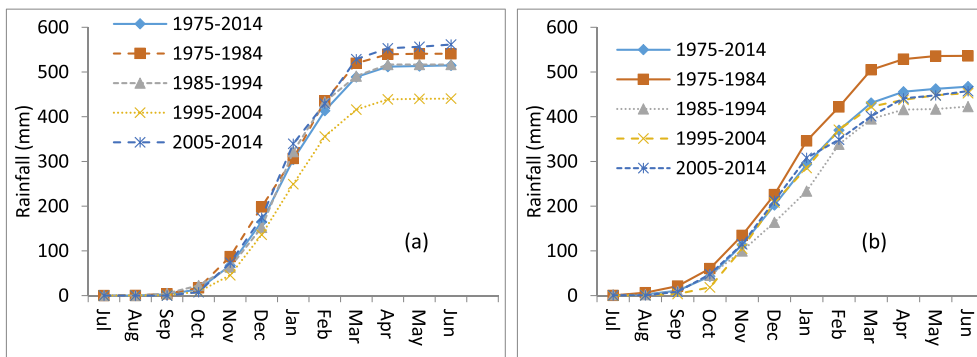 600
500
400
300
200
100
0
Rainfall (mm)
1975-2014
1975-1984
1985-1994
1995-2004
2005-2014
(a)
Jul
Aug
Sep
Oct
Nov
Dec
Jan
Feb
Mar
Apr
May
Jun
600
500
400
300
200
100
0
Rainfall (mm)
1975-2014
1975-1984
1985-1994
1995-2004
2005-2014
(b)
Jul
Aug
Sep
Oct
Nov
Dec
Jan
Feb
Mar
Apr
May
Jun